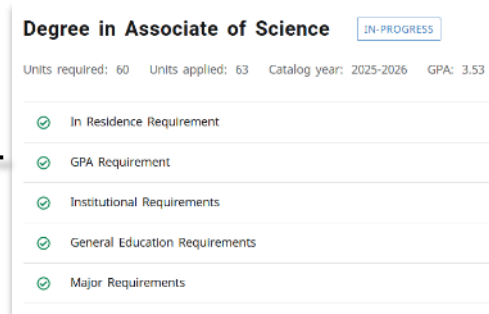 Degree in Associate of Science IN-PROGRESS
Units required: 60 Units applied: 63 Catalog year: 2025-2026 GPA: 3.53
In Residence Requirement
GPA Requirement
Institutional Requirements
General Education Requirements
Major Requirements